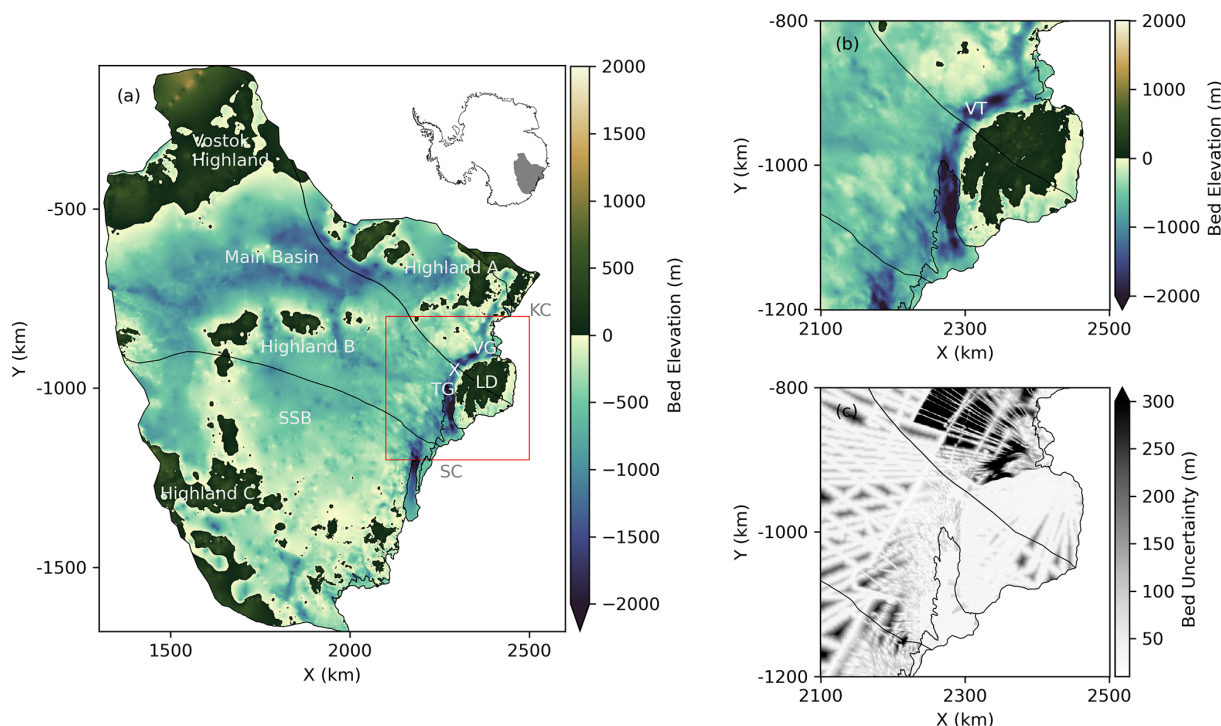 (a)
Vostok
Highland
Main Basin
Highland A
KC
Highland B
VC
X
TG
LD
SSB
SC
Highland C
-500
-1000
-1500
Y (km)
1500
2000
2500
X (km)
2000
1500
1000
500
0
−500
−1000
−1500
−2000
Bed Elevation (m)
(b)
VT
-800
-1000
-1200
Y (km)
2100
2300
2500
X (km)
2000
1000
0
−1000
−2000
Bed Elevation (m)
(c)
-800
-1000
-1200
Y (km)
2100
2300
2500
X (km)
300
250
200
150
100
50
Bed Uncertainty (m)